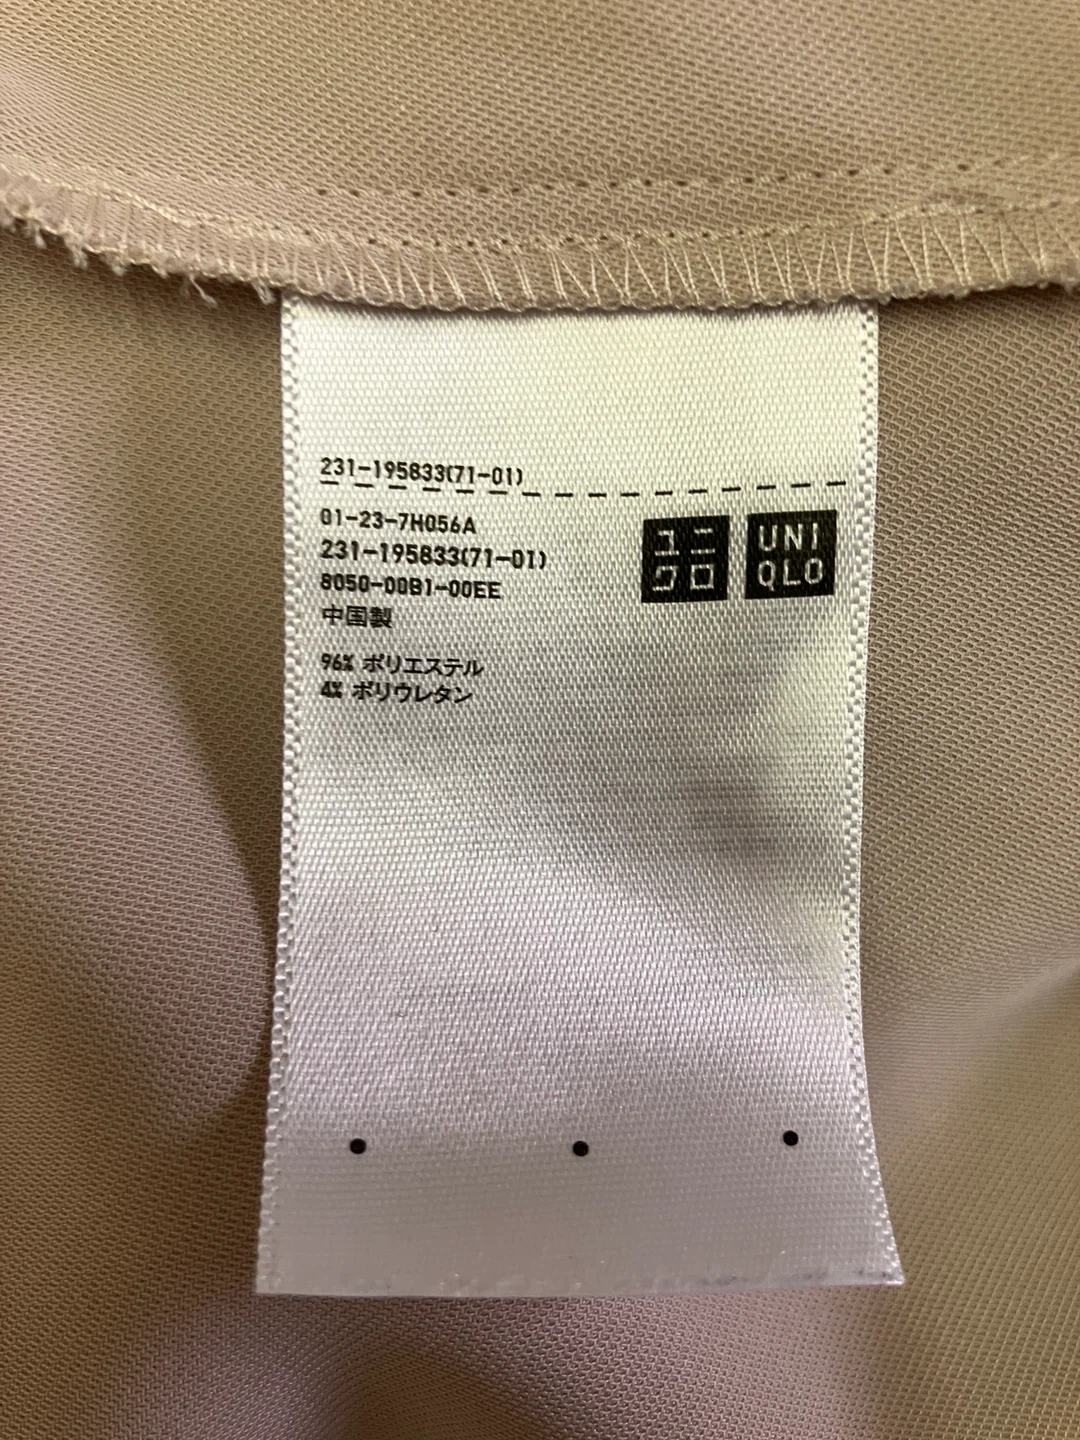 231-195833(71-01)
01-23-7H056A
231-195833(71-01)
8050-00B1-00EE
中国製
96% ポリエステル
4% ポリウレタン
ユニ
クロ
UNI
QLO